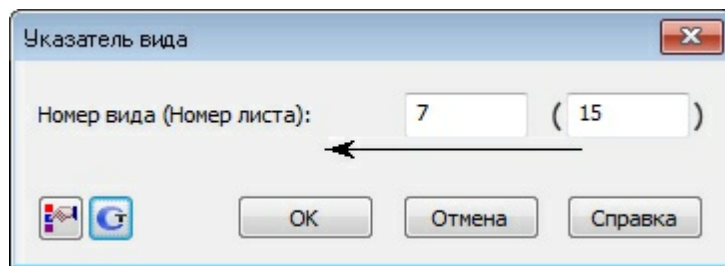 Указатель вида
Номер вида (Номер листа): 7 ( 15 )
OK Отмена Справка